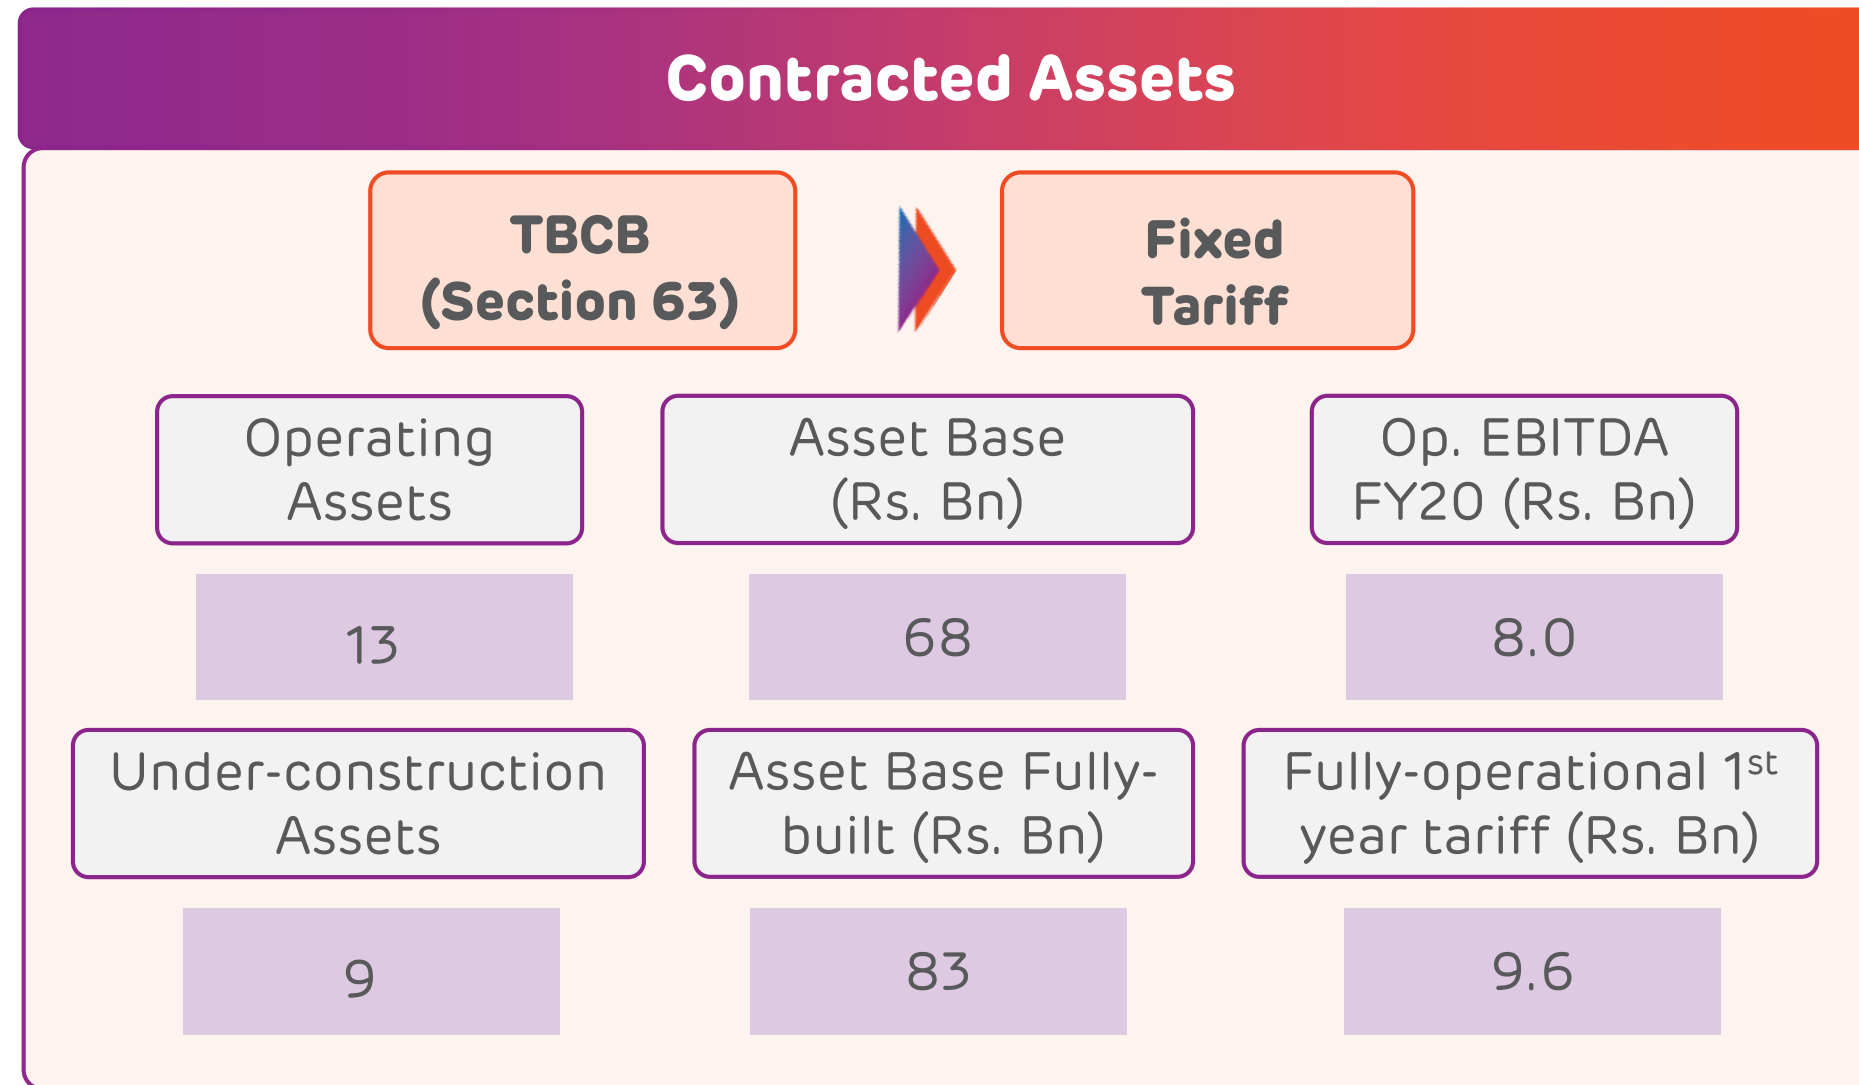 Contracted Assets
TBCB
(Section 63)
Fixed
Tariff
Operating
Assets
Asset Base
(Rs. Bn)
Op. EBITDA
FY20 (Rs. Bn)
13
68
8.0
Under-construction
Assets
Asset Base Fully-
built (Rs. Bn)
Fully-operational 1st
year tariff (Rs. Bn)
9
83
9.6